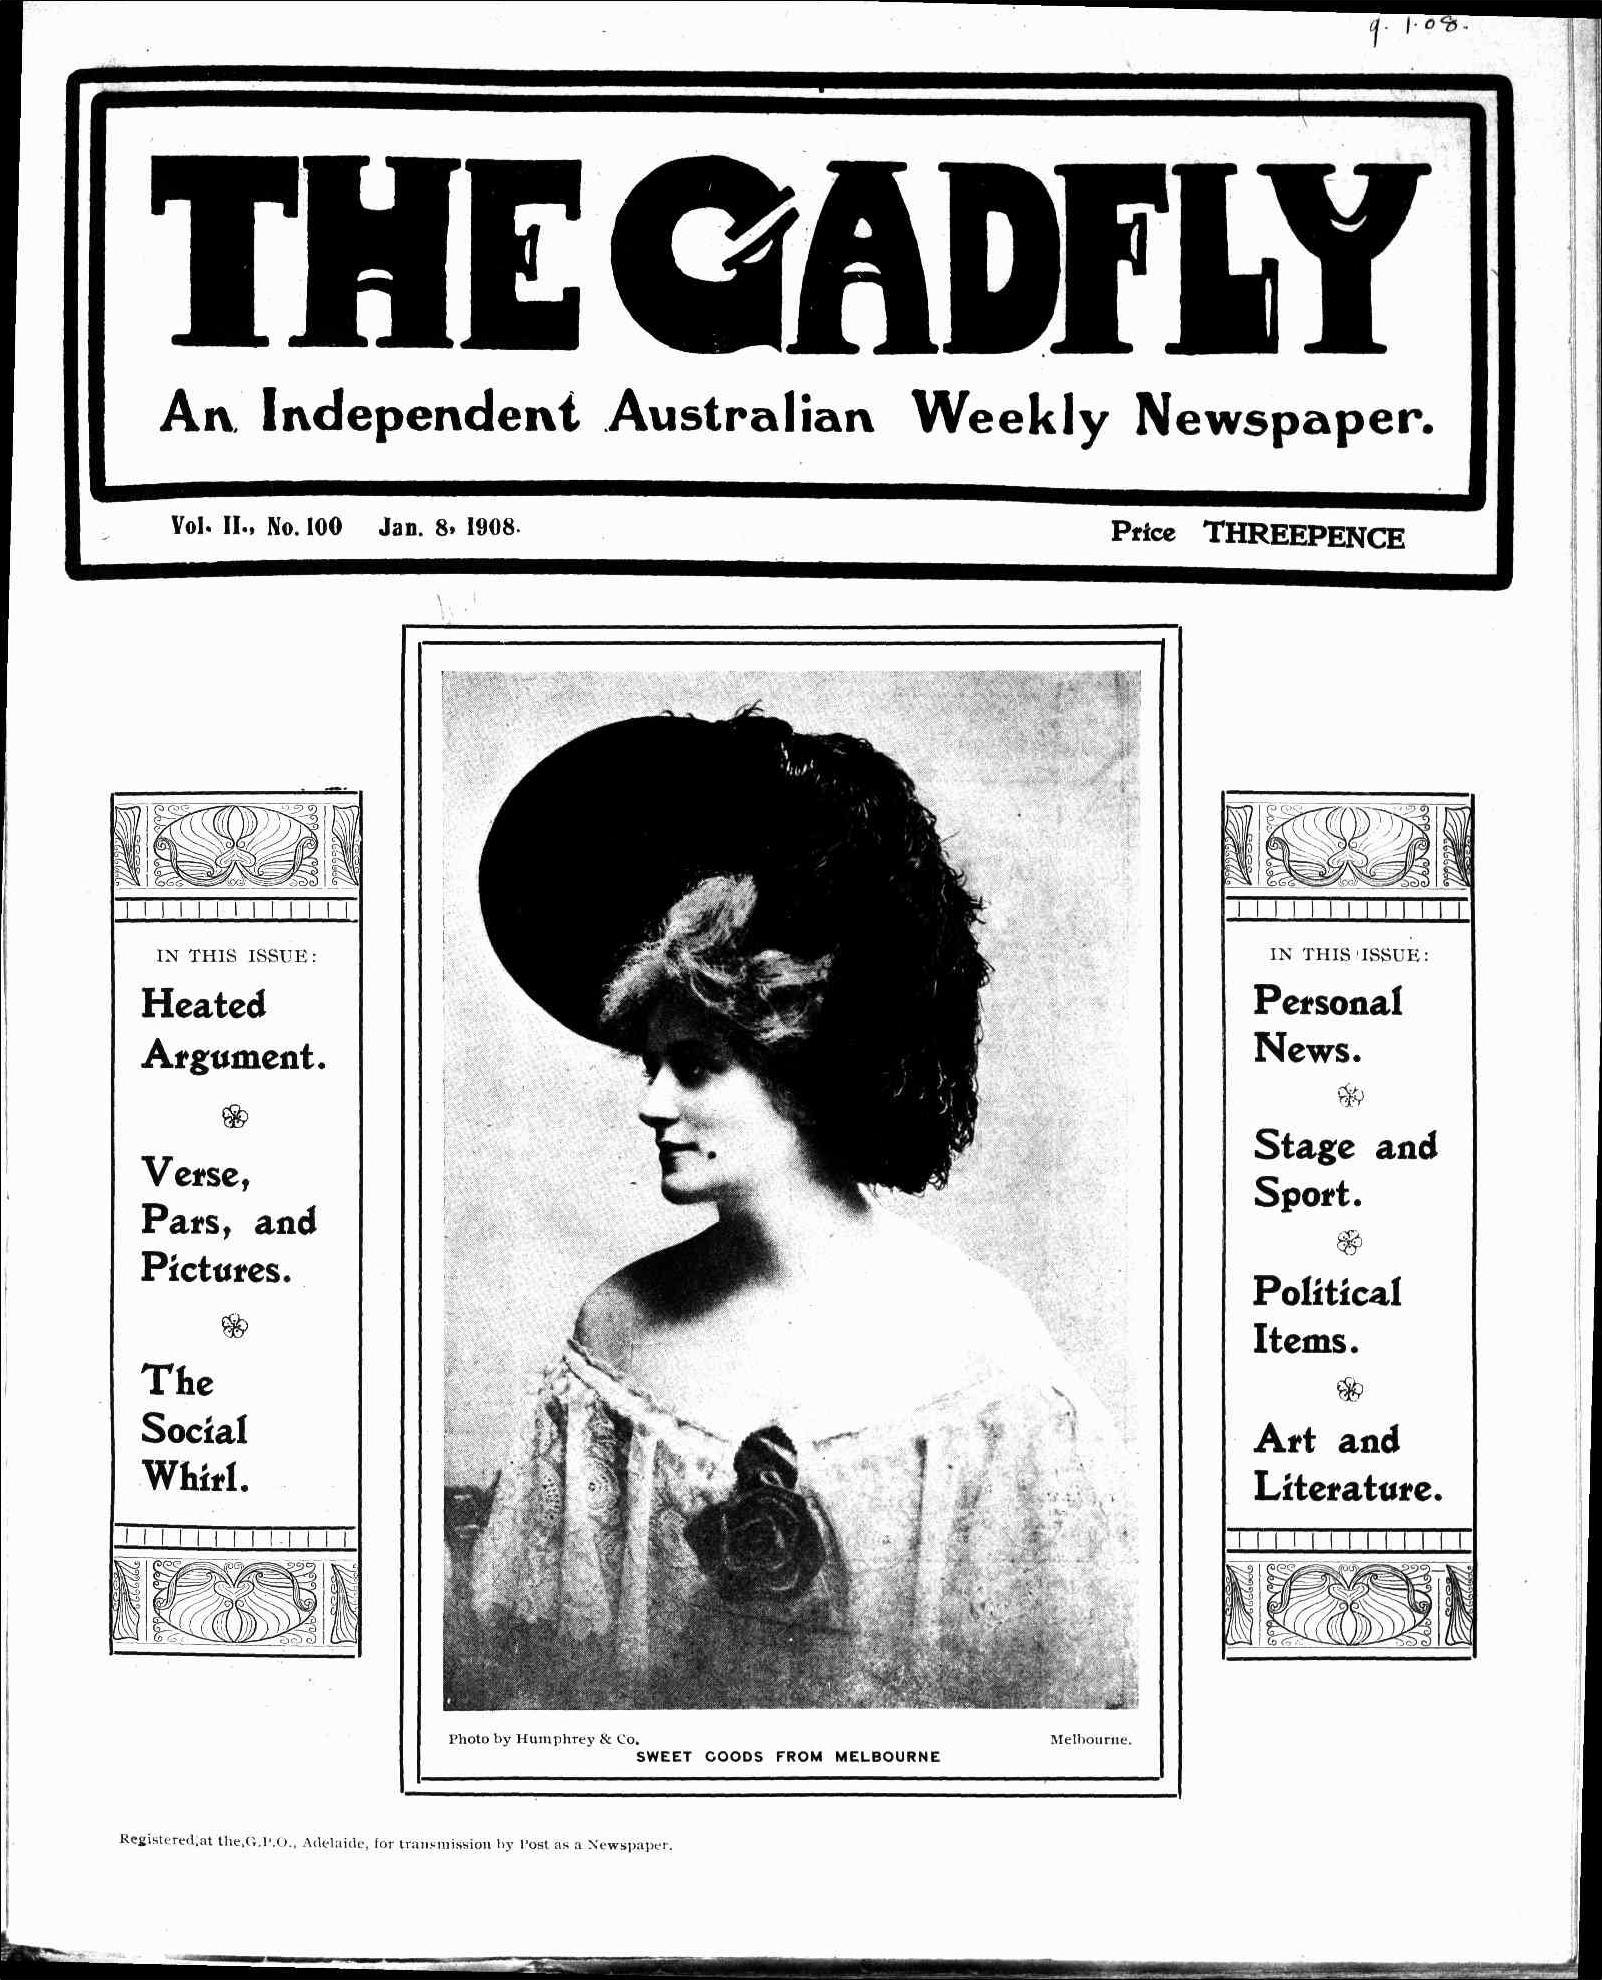 9.1.08.
THE GADFLY
An Independent Australian Weekly Newspaper.
Vol. II., No. 100 Jan. 8, 1908. Price THREEPENCE
IN THIS ISSUE:
Heated
Argument.
Verse,
Pars, and
Pictures.
The
Social
Whirl.
IN THIS ISSUE:
Personal
News.
Stage and
Sport.
Political
Items.
Art and
Literature.
Photo by Humphrey & Co. Melbourne.
SWEET GOODS FROM MELBOURNE
Registered at the G.P.O., Adelaide, for transmission by Post as a Newspaper.